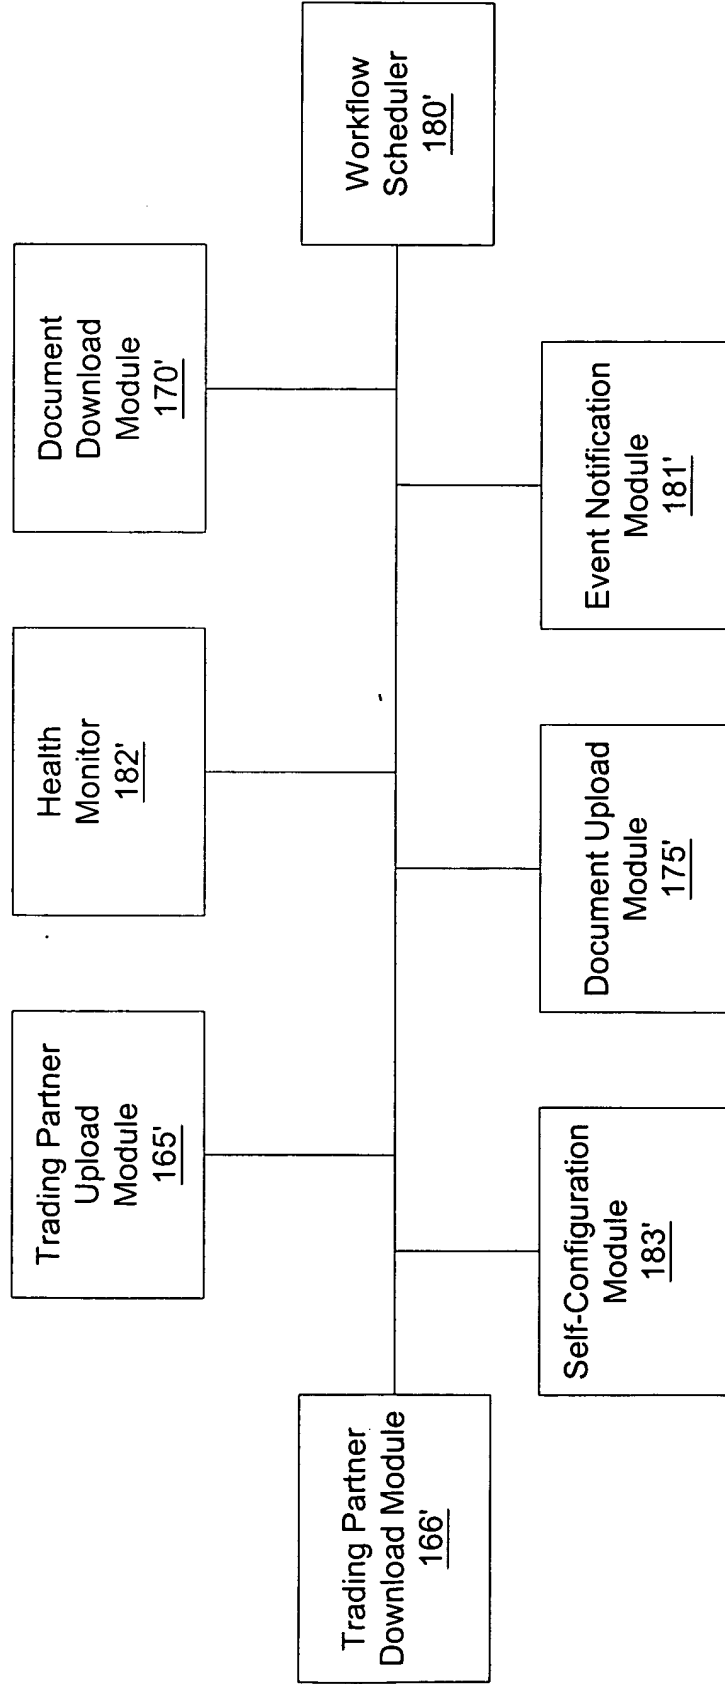 Trading Partner
Upload
Module
165'
Health
Monitor
182'
Document
Download
Module
170'
Trading Partner
Download Module
166'
Workflow
Scheduler
180'
Self-Configuration
Module
183'
Document Upload
Module
175'
Event Notification
Module
181'